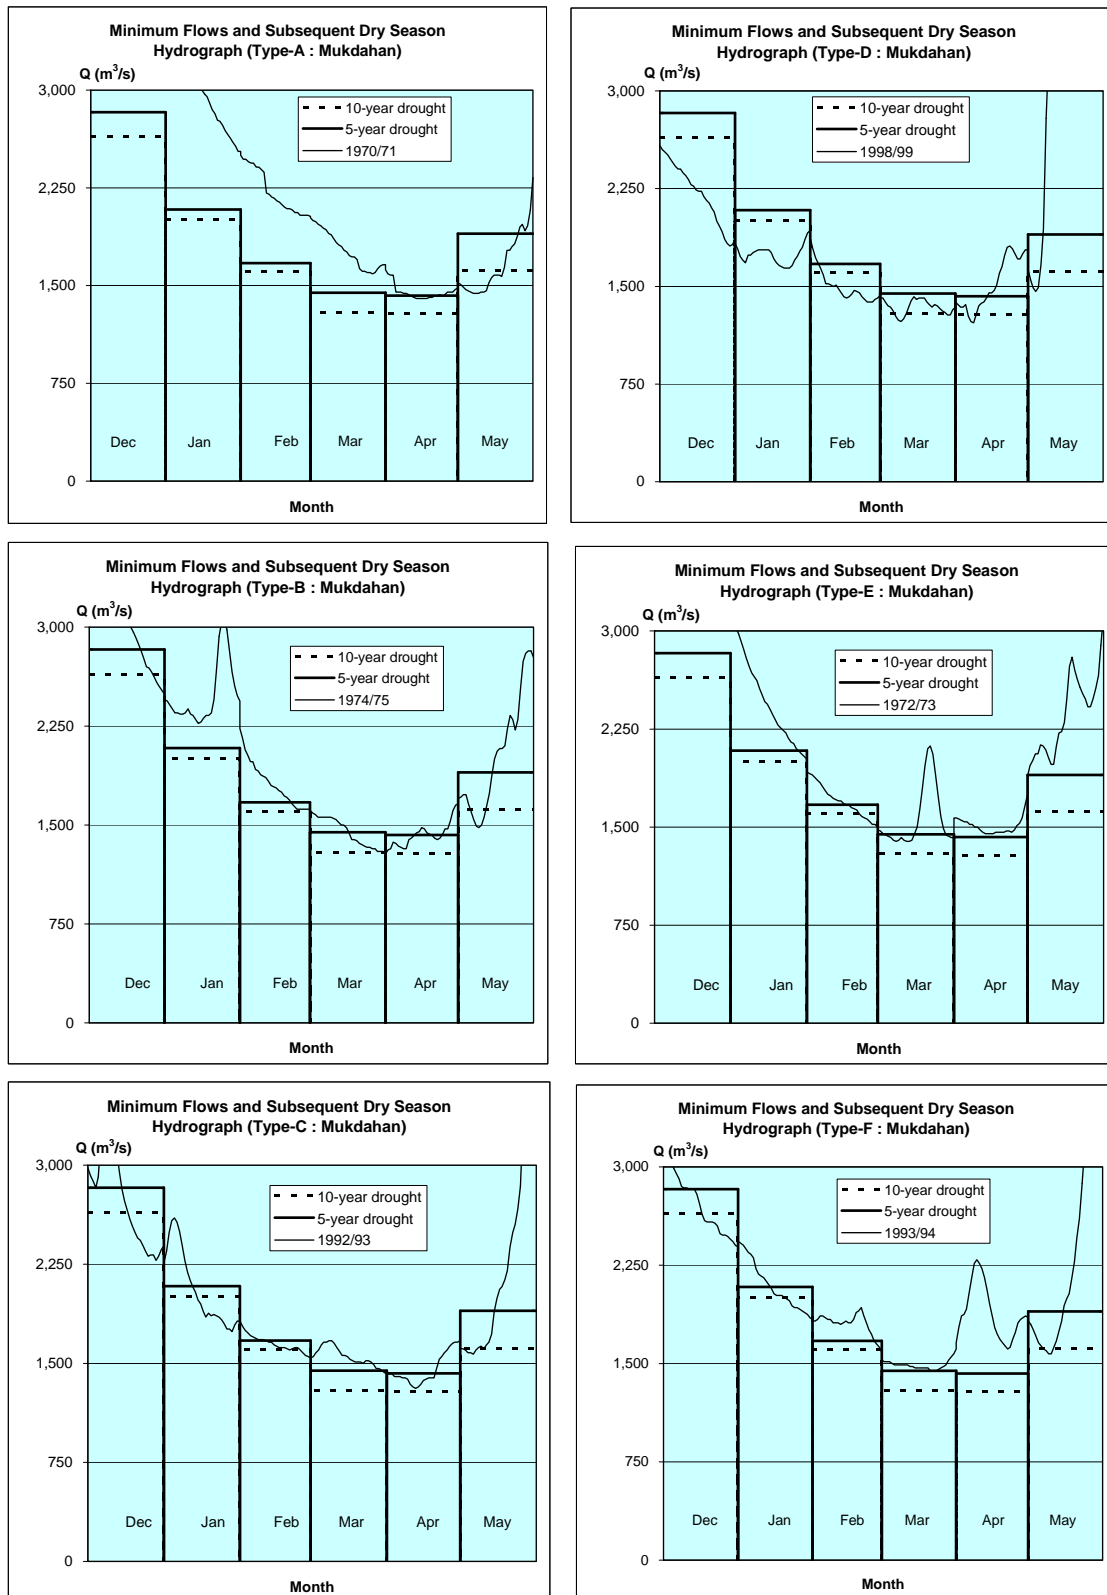 Minimum Flows and Subsequent Dry Season
Hydrograph (Type-A : Mukdahan)
Q (m³/s)
3,000
2,250
1,500
750
0
10-year drought
5-year drought
1970/71
Dec Jan Feb Mar Apr May
Month
Minimum Flows and Subsequent Dry Season
Hydrograph (Type-D : Mukdahan)
Q (m³/s)
3,000
2,250
1,500
750
0
10-year drought
5-year drought
1998/99
Dec Jan Feb Mar Apr May
Month
Minimum Flows and Subsequent Dry Season
Hydrograph (Type-B : Mukdahan)
Q (m³/s)
3,000
2,250
1,500
750
0
10-year drought
5-year drought
1974/75
Dec Jan Feb Mar Apr May
Month
Minimum Flows and Subsequent Dry Season
Hydrograph (Type-E : Mukdahan)
Q (m³/s)
3,000
2,250
1,500
750
0
10-year drought
5-year drought
1972/73
Dec Jan Feb Mar Apr May
Month
Minimum Flows and Subsequent Dry Season
Hydrograph (Type-C : Mukdahan)
Q (m³/s)
3,000
2,250
1,500
750
0
10-year drought
5-year drought
1992/93
Dec Jan Feb Mar Apr May
Month
Minimum Flows and Subsequent Dry Season
Hydrograph (Type-F : Mukdahan)
Q (m³/s)
3,000
2,250
1,500
750
0
10-year drought
5-year drought
1993/94
Dec Jan Feb Mar Apr May
Month